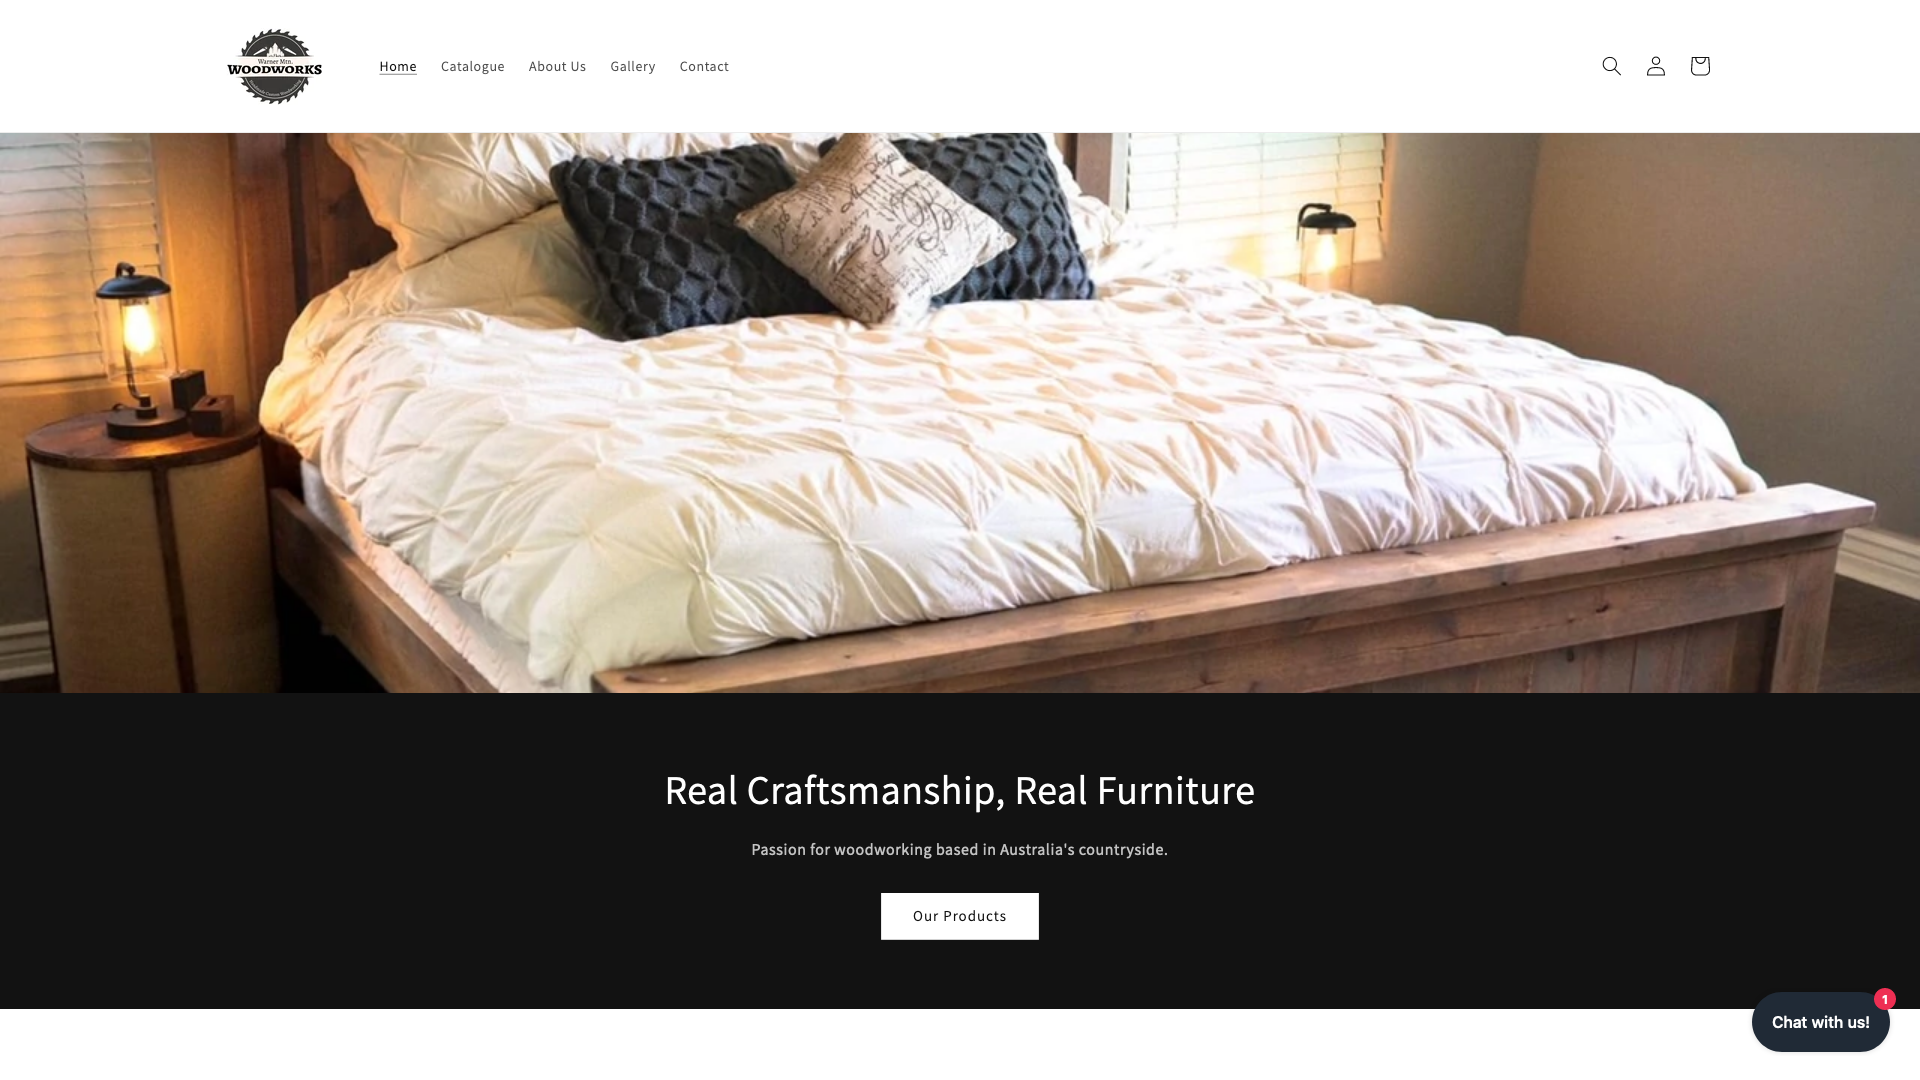 Warner Mtn.
WOODWORKS
Home
Catalogue
About Us
Gallery
Contact
Real Craftsmanship, Real Furniture
Passion for woodworking based in Australia's countryside.
Our Products
1
Chat with us!